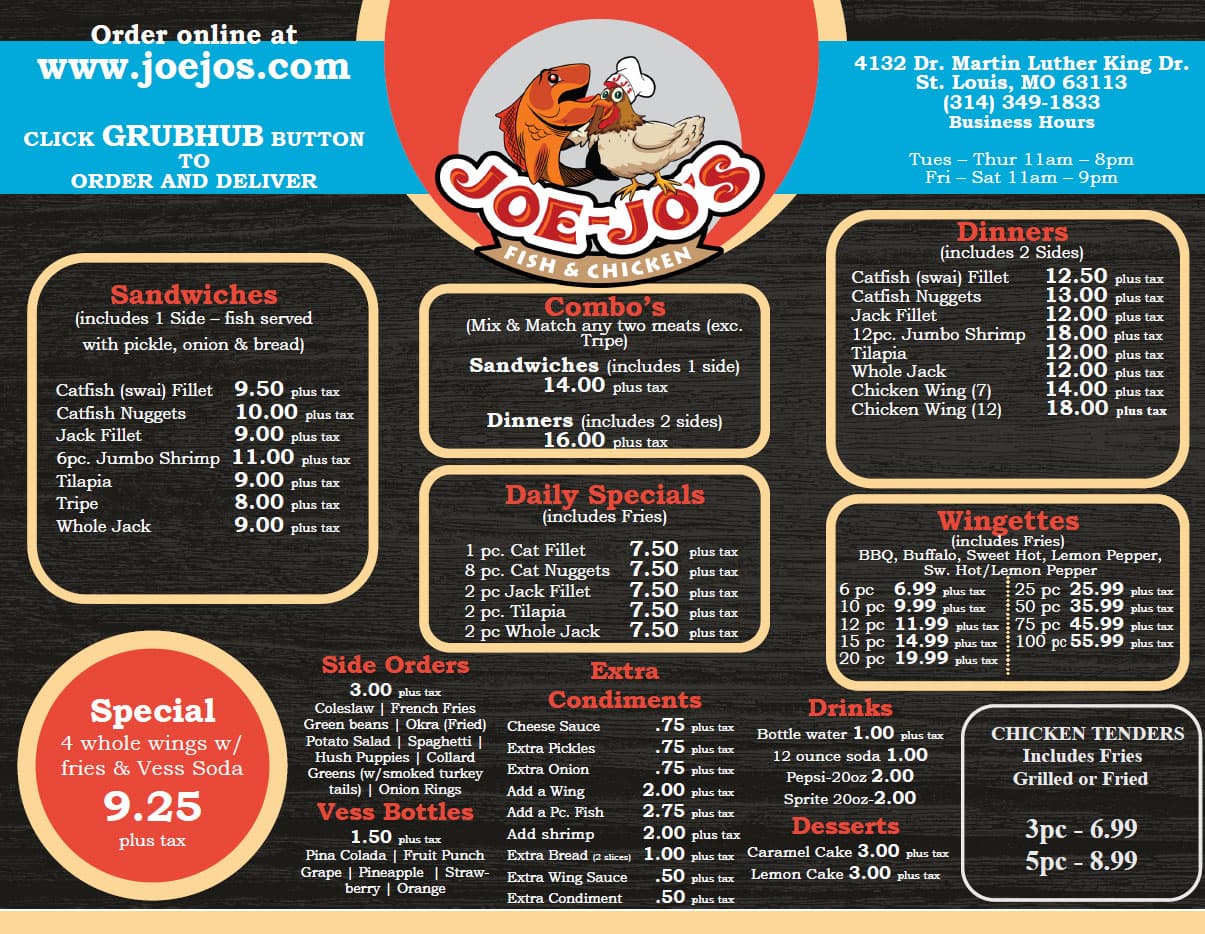 Order online at
www.joejos.com
CLICK GRUBHUB BUTTON
TO
ORDER AND DELIVER
J J's
JOE-JO'S
FISH & CHICKEN
4132 Dr. Martin Luther King Dr.
St. Louis, MO 63113
(314) 349-1833
Business Hours
Tues – Thur 11am – 8pm
Fri – Sat 11am – 9pm
Sandwiches
(includes 1 Side – fish served
with pickle, onion & bread)
Catfish (swai) Fillet 9.50 plus tax
Catfish Nuggets 10.00 plus tax
Jack Fillet 9.00 plus tax
6pc. Jumbo Shrimp 11.00 plus tax
Tilapia 9.00 plus tax
Tripe 8.00 plus tax
Whole Jack 9.00 plus tax
Combo's
(Mix & Match any two meats (exc.
Tripe)
Sandwiches (includes 1 side)
14.00 plus tax
Dinners (includes 2 sides)
16.00 plus tax
Daily Specials
(includes Fries)
1 pc. Cat Fillet 7.50 plus tax
8 pc. Cat Nuggets 7.50 plus tax
2 pc Jack Fillet 7.50 plus tax
2 pc. Tilapia 7.50 plus tax
2 pc Whole Jack 7.50 plus tax
Dinners
(includes 2 Sides)
Catfish (swai) Fillet 12.50 plus tax
Catfish Nuggets 13.00 plus tax
Jack Fillet 12.00 plus tax
12pc. Jumbo Shrimp 18.00 plus tax
Tilapia 12.00 plus tax
Whole Jack 12.00 plus tax
Chicken Wing (7) 14.00 plus tax
Chicken Wing (12) 18.00 plus tax
Wingettes
(includes Fries)
BBQ, Buffalo, Sweet Hot, Lemon Pepper,
Sw. Hot/Lemon Pepper
6 pc 6.99 plus tax
10 pc 9.99 plus tax
12 pc 11.99 plus tax
15 pc 14.99 plus tax
20 pc 19.99 plus tax
25 pc 25.99 plus tax
50 pc 35.99 plus tax
75 pc 45.99 plus tax
100 pc 55.99 plus tax
Special
4 whole wings w/
fries & Vess Soda
9.25
plus tax
Side Orders
3.00 plus tax
Coleslaw | French Fries
Green beans | Okra (Fried)
Potato Salad | Spaghetti |
Hush Puppies | Collard
Greens (w/smoked turkey
tails) | Onion Rings
Vess Bottles
1.50 plus tax
Pina Colada | Fruit Punch
Grape | Pineapple | Straw-
berry | Orange
Extra
Condiments
Cheese Sauce .75 plus tax
Extra Pickles .75 plus tax
Extra Onion .75 plus tax
Add a Wing 2.00 plus tax
Add a Pc. Fish 2.75 plus tax
Add shrimp 2.00 plus tax
Extra Bread (2 slices) 1.00 plus tax
Extra Wing Sauce .50 plus tax
Extra Condiment .50 plus tax
Drinks
Bottle water 1.00 plus tax
12 ounce soda 1.00
Pepsi-20oz 2.00
Sprite 20oz-2.00
Desserts
Caramel Cake 3.00 plus tax
Lemon Cake 3.00 plus tax
CHICKEN TENDERS
Includes Fries
Grilled or Fried
3pc - 6.99
5pc - 8.99